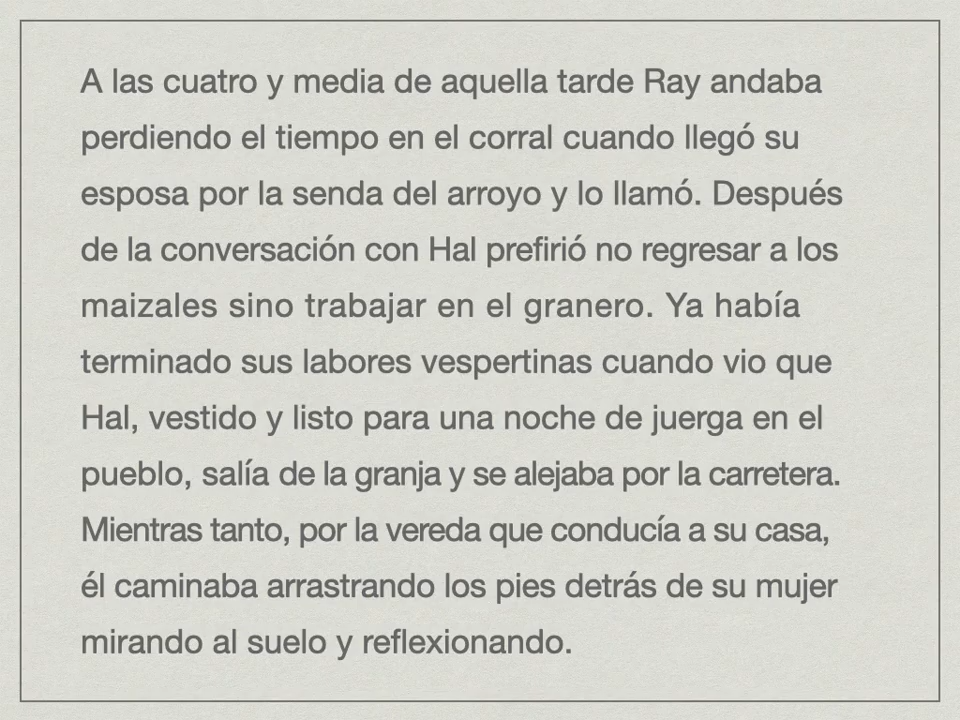 A las cuatro y media de aquella tarde Ray andaba
perdiendo el tiempo en el corral cuando llegó su
esposa por la senda del arroyo y lo llamó. Después
de la conversación con Hal prefirió no regresar a los
maizales sino trabajar en el granero. Ya había
terminado sus labores vespertinas cuando vio que
Hal, vestido y listo para una noche de juerga en el
pueblo, salía de la granja y se alejaba por la carretera.
Mientras tanto, por la vereda que conducía a su casa,
él caminaba arrastrando los pies detrás de su mujer
mirando al suelo y reflexionando.